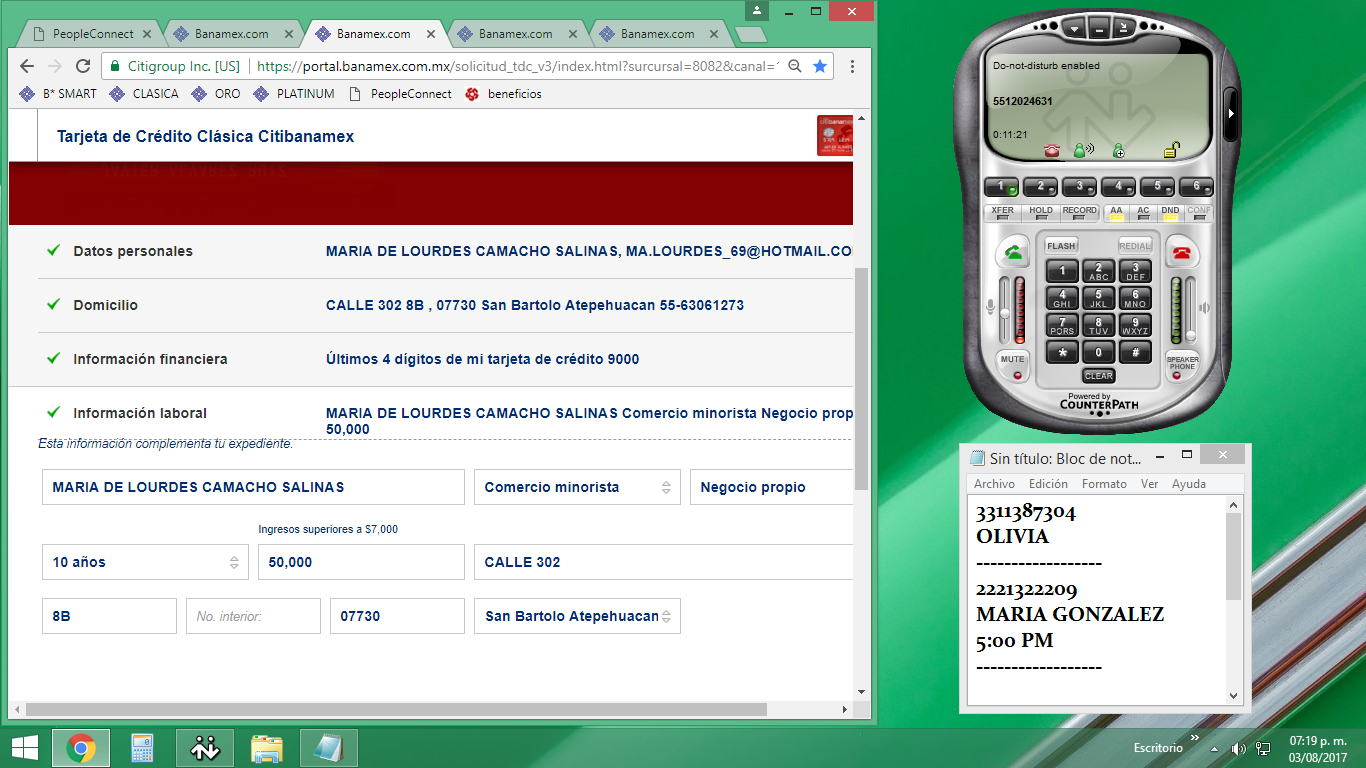 PeopleConnect
Banamex.com
Banamex.com
Banamex.com
Banamex.com
Citigroup Inc. [US]
https://portal.banamex.com.mx/solicitud_tdc_v3/index.html?surcursal=8082&canal=
B* SMART
CLASICA
ORO
PLATINUM
PeopleConnect
beneficios
Tarjeta de Crédito Clásica Citibanamex
Datos personales
MARIA DE LOURDES CAMACHO SALINAS, MA.LOURDES_69@HOTMAIL.CO
Domicilio
CALLE 302 8B , 07730 San Bartolo Atepehuacan 55-63061273
Información financiera
Últimos 4 dígitos de mi tarjeta de crédito 9000
Información laboral
MARIA DE LOURDES CAMACHO SALINAS Comercio minorista Negocio prop
50,000
Esta información complementa tu expediente.
MARIA DE LOURDES CAMACHO SALINAS
Comercio minorista
Negocio propio
Ingresos superiores a $7,000
10 años
50,000
CALLE 302
8B
No. interior:
07730
San Bartolo Atepehuacan
Do-not-disturb enabled
5512024631
0:11:21
1 2 3 4 5 6
XFER HOLD RECORD AA AC DND CONF
FLASH
REDIAL
1
2 ABC
3 DEF
4 GHI
5 JKL
6 MNO
7 PQRS
8 TUV
9 WXYZ
* 0 #
MUTE
SPEAKER PHONE
CLEAR
Powered by
COUNTERPATH
Sin título: Bloc de not...
Archivo Edición Formato Ver Ayuda
3311387304
OLIVIA
------------------
2221322209
MARIA GONZALEZ
5:00 PM
------------------
Escritorio
07:19 p. m.
03/08/2017